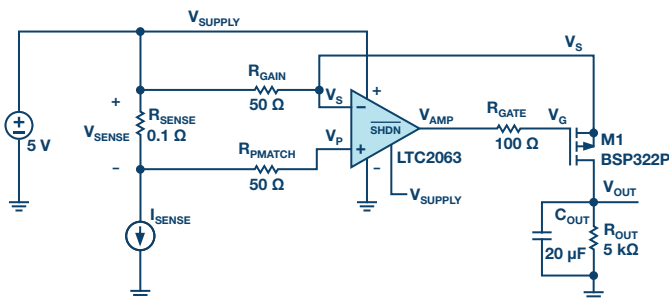 VSUPPLY
VS
RGAIN
50 Ω
+
VS
+
−
RSENSE
0.1 Ω
VSENSE
5 V
VAMP
RGATE
100 Ω
VG
M1
BSP322P
SHDN
VP
+
LTC2063
RPMATCH
50 Ω
−
−
VSUPPLY
VOUT
ISENSE
COUT
20 µF
ROUT
5 kΩ